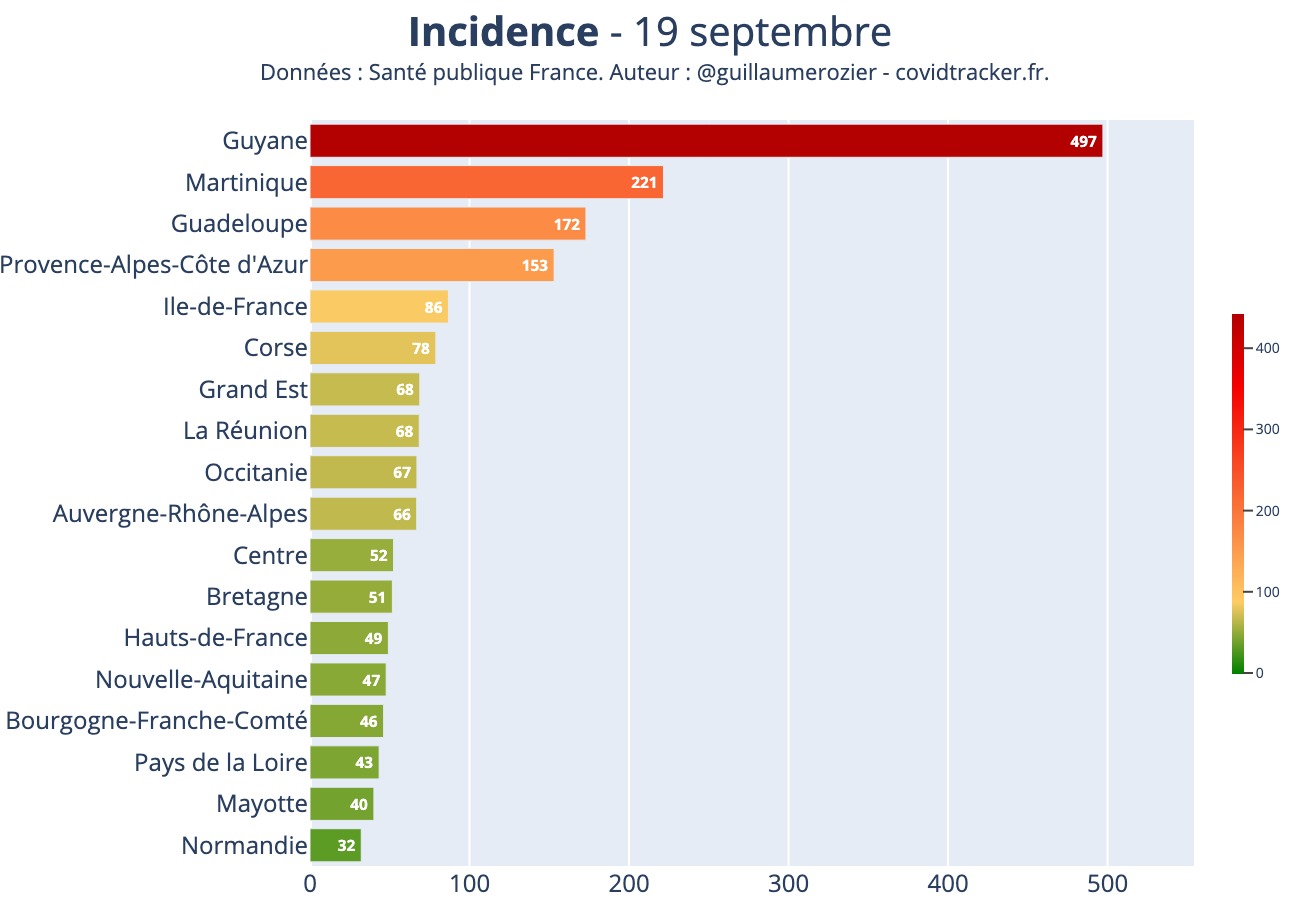 Incidence - 19 septembre
Données : Santé publique France. Auteur : @guillaumerozier - covidtracker.fr.
Guyane 497
Martinique 221
Guadeloupe 172
Provence-Alpes-Côte d'Azur 153
Ile-de-France 86
Corse 78
Grand Est 68
La Réunion 68
Occitanie 67
Auvergne-Rhône-Alpes 66
Centre 52
Bretagne 51
Hauts-de-France 49
Nouvelle-Aquitaine 47
Bourgogne-Franche-Comté 46
Pays de la Loire 43
Mayotte 40
Normandie 32
0 100 200 300 400 500
400
300
200
100
0